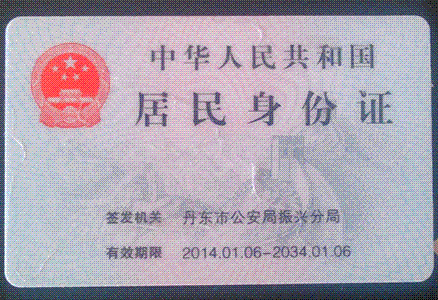 中华人民共和国
居民身份证
签发机关 丹东市公安局振兴分局
有效期限 2014.01.06-2034.01.06